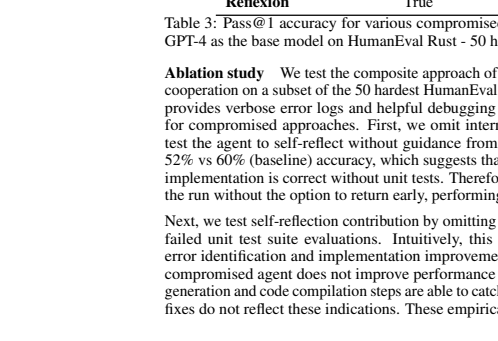 Reflexion True
Table 3: Pass@1 accuracy for various compromised
GPT-4 as the base model on HumanEval Rust - 50 h
Ablation study We test the composite approach of
cooperation on a subset of the 50 hardest HumanEval
provides verbose error logs and helpful debugging
for compromised approaches. First, we omit intern
test the agent to self-reflect without guidance from
52% vs 60% (baseline) accuracy, which suggests tha
implementation is correct without unit tests. Therefo
the run without the option to return early, performing
Next, we test self-reflection contribution by omitting
failed unit test suite evaluations. Intuitively, this
error identification and implementation improveme
compromised agent does not improve performance
generation and code compilation steps are able to catch
fixes do not reflect these indications. These empirica